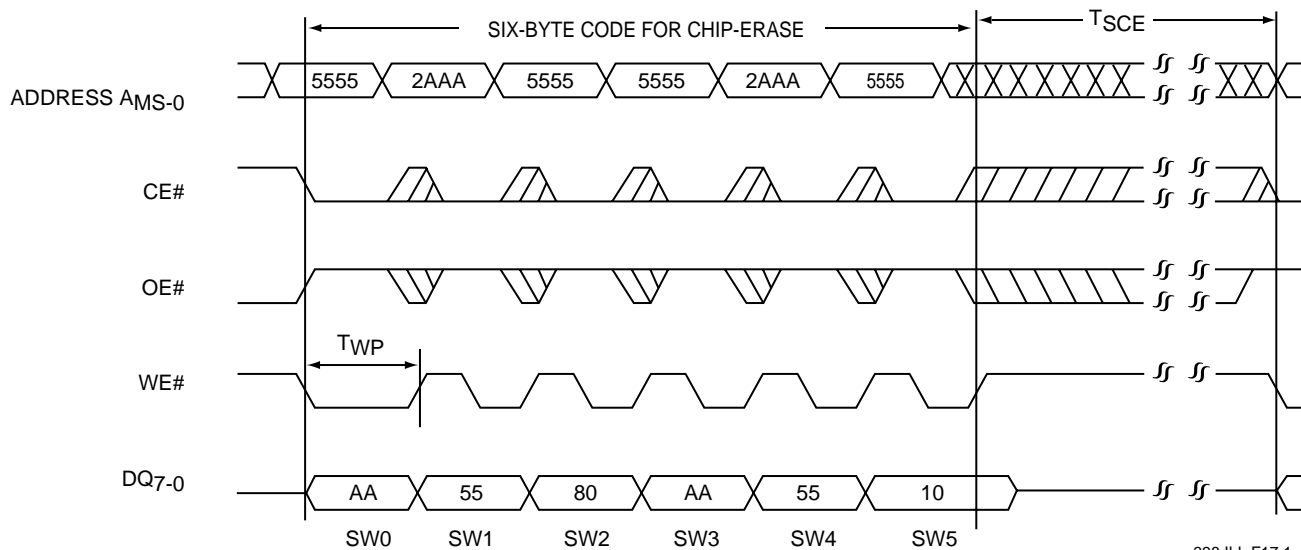 SIX-BYTE CODE FOR CHIP-ERASE
TSCE
ADDRESS AMS-0
5555 2AAA 5555 5555 2AAA 5555
CE#
OE#
TWP
WE#
DQ7-0
AA 55 80 AA 55 10
SW0 SW1 SW2 SW3 SW4 SW5